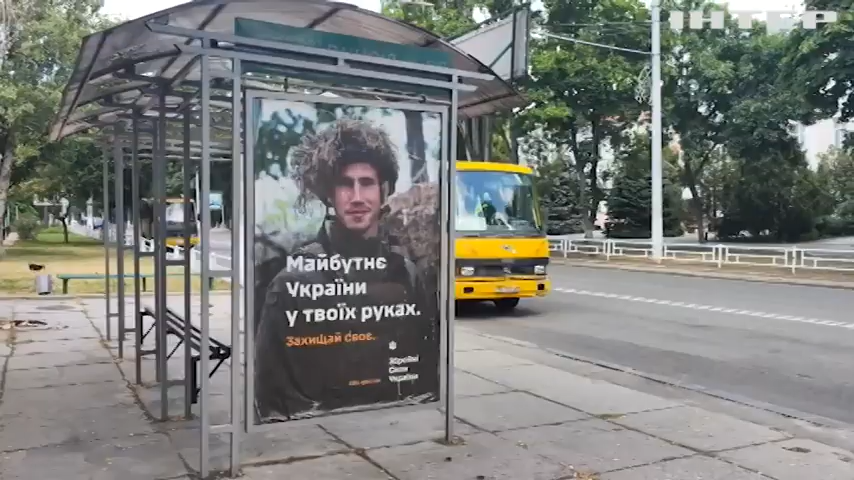 ІНТЕР
Майбутнє
України
у твоїх руках.
Захищай своє.
Збройні
Сили
України